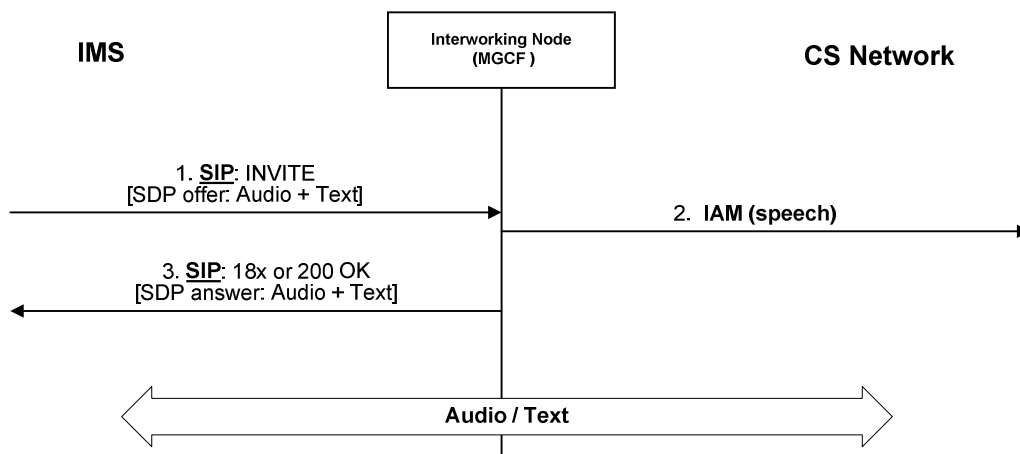 IMS
Interworking Node
(MGCF )
CS Network
1. SIP: INVITE
[SDP offer: Audio + Text]
2. IAM (speech)
3. SIP: 18x or 200 OK
[SDP answer: Audio + Text]
Audio / Text